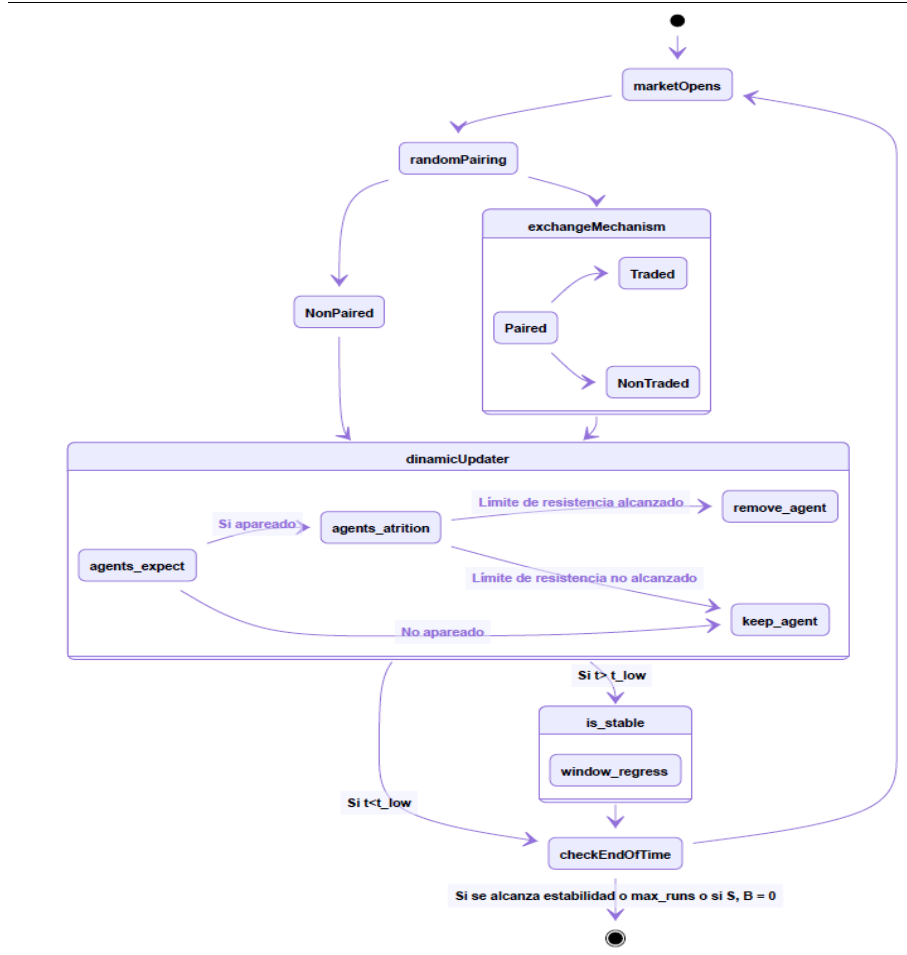 marketOpens
randomPairing
exchangeMechanism
Traded
NonPaired
Paired
NonTraded
dinamicUpdater
Límite de resistencia alcanzado
remove_agent
Si apareado
agents_atrition
agents_expect
Límite de resistencia no alcanzado
keep_agent
No apareado
Si t> t_low
is_stable
window_regress
Si t<t_low
checkEndOfTime
Si se alcanza estabilidad o max_runs o si S, B = 0